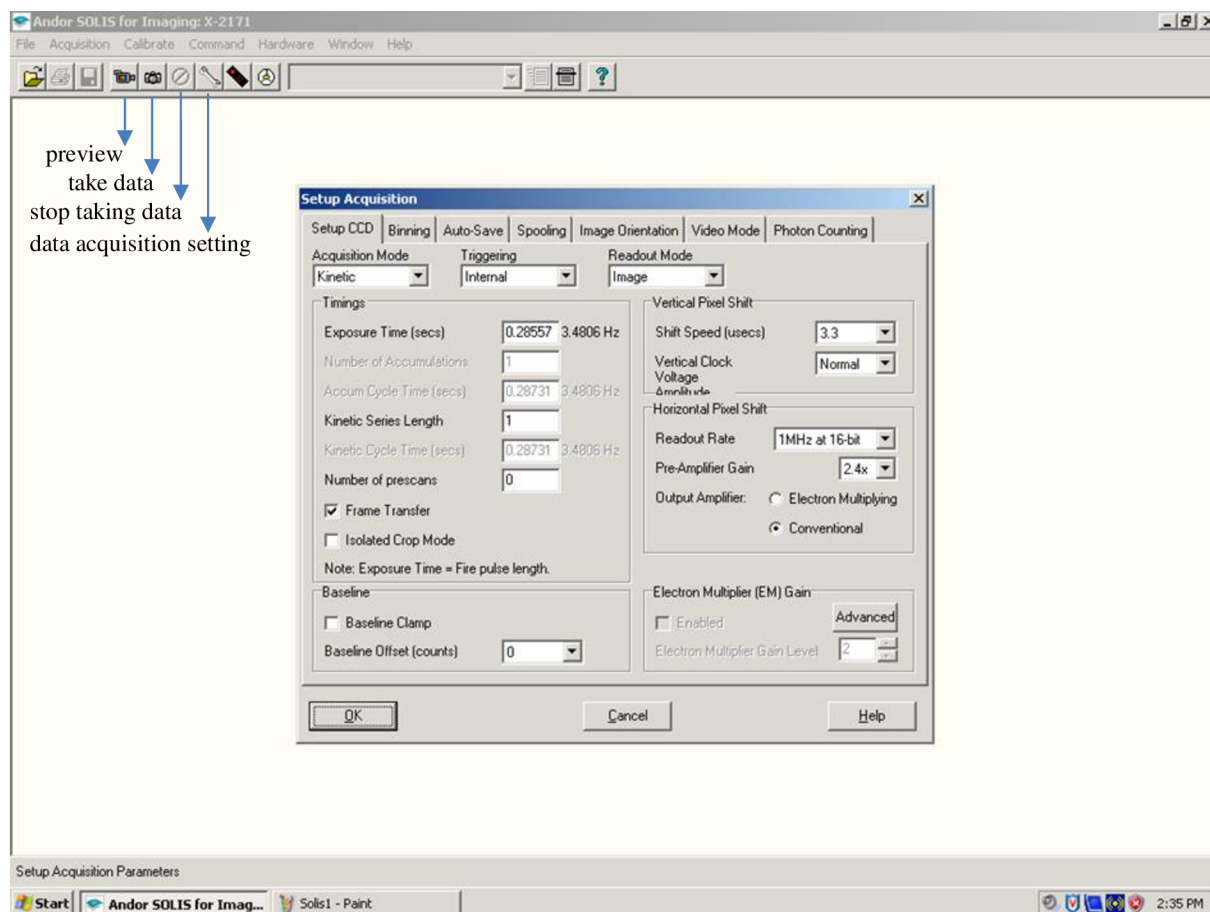 Andor SOLIS for Imaging: X-2171
File Acquisition Calibrate Command Hardware Window Help
preview
take data
stop taking data
data acquisition setting
Setup Acquisition
Setup CCD Binning Auto-Save Spooling Image Orientation Video Mode Photon Counting
Acquisition Mode Triggering Readout Mode
Kinetic Internal Image
Timings
Exposure Time (secs) 0.28557 3.4806 Hz
Number of Accumulations 1
Accum Cycle Time (secs) 0.28731 3.4806 Hz
Kinetic Series Length 1
Kinetic Cycle Time (secs) 0.28731 3.4806 Hz
Number of prescans 0
Frame Transfer
Isolated Crop Mode
Note: Exposure Time = Fire pulse length.
Vertical Pixel Shift
Shift Speed (usecs) 3.3
Vertical Clock Normal
Voltage
Amplitude
Horizontal Pixel Shift
Readout Rate 1MHz at 16-bit
Pre-Amplifier Gain 2.4x
Output Amplifier: Electron Multiplying
Conventional
Baseline
Baseline Clamp
Baseline Offset (counts) 0
Electron Multiplier (EM) Gain
Enabled Advanced
Electron Multiplier Gain Level 2
OK Cancel Help
Setup Acquisition Parameters
Start Andor SOLIS for Imag... Solis1 - Paint 2:35 PM